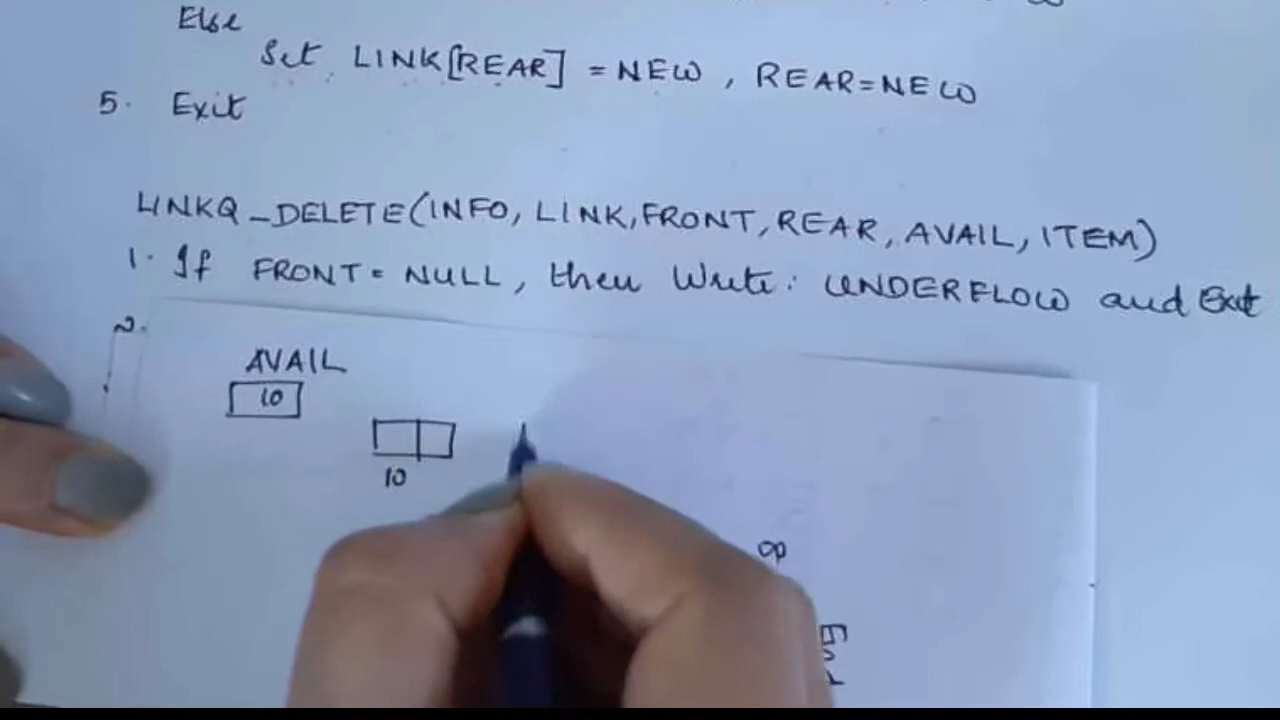 Else
Set LINK[REAR] = NEW, REAR=NEW
5. Exit
LINKQ_DELETE(INFO, LINK, FRONT, REAR, AVAIL, ITEM)
1. If FRONT = NULL, then Write: UNDERFLOW and Exit
2.
AVAIL
10
10